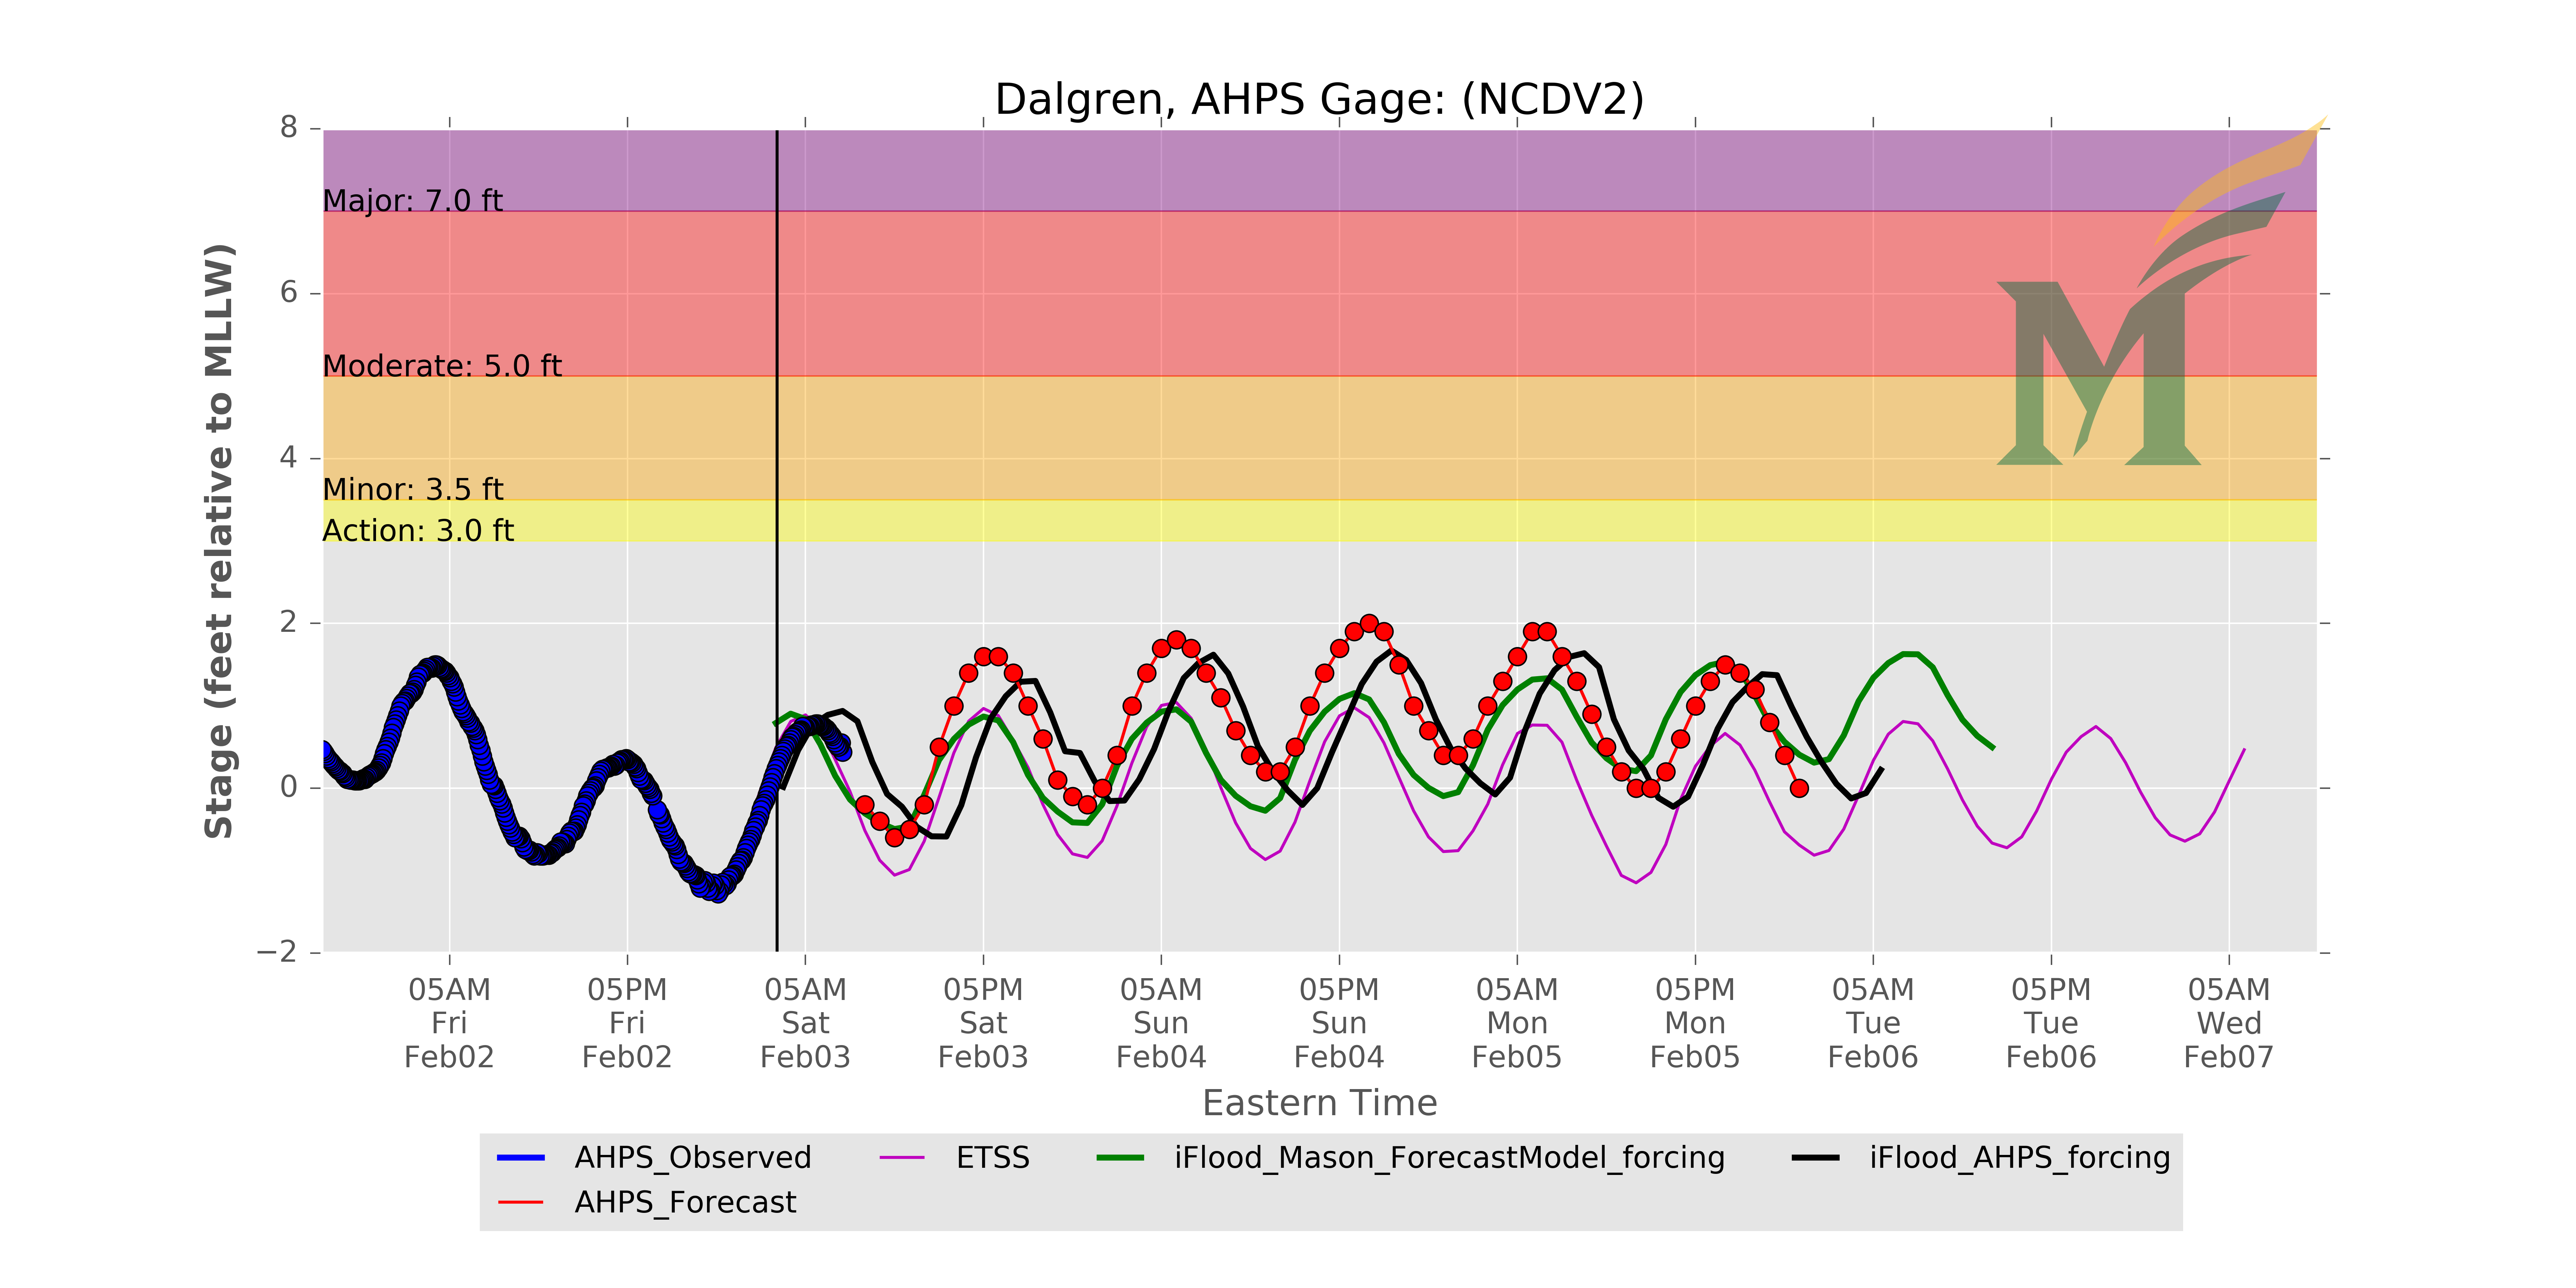 Dalgren, AHPS Gage: (NCDV2)
Stage (feet relative to MLLW)
8
6
4
2
0
−2
Major: 7.0 ft
Moderate: 5.0 ft
Minor: 3.5 ft
Action: 3.0 ft
05AM 05PM 05AM 05PM 05AM 05PM 05AM 05PM 05AM 05PM 05AM
Fri Fri Sat Sat Sun Sun Mon Mon Tue Tue Wed
Feb02 Feb02 Feb03 Feb03 Feb04 Feb04 Feb05 Feb05 Feb06 Feb06 Feb07
Eastern Time
AHPS_Observed ETSS iFlood_Mason_ForecastModel_forcing iFlood_AHPS_forcing
AHPS_Forecast
M